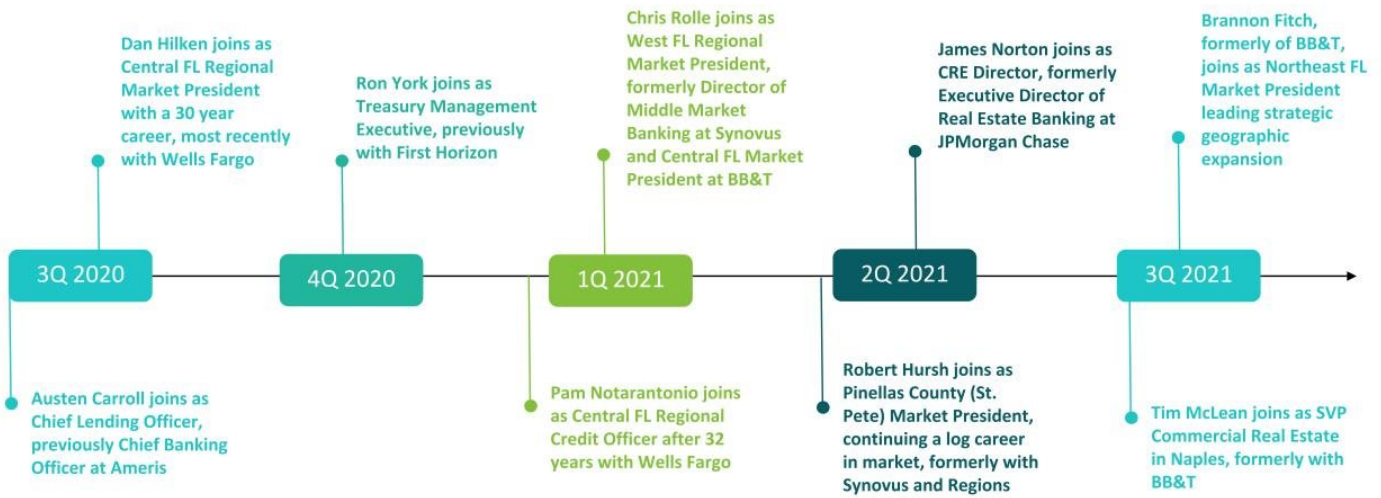 Dan Hilken joins as
Central FL Regional
Market President
with a 30 year
career, most recently
with Wells Fargo
Ron York joins as
Treasury Management
Executive, previously
with First Horizon
Chris Rolle joins as
West FL Regional
Market President,
formerly Director of
Middle Market
Banking at Synovus
and Central FL Market
President at BB&T
James Norton joins as
CRE Director, formerly
Executive Director of
Real Estate Banking at
JPMorgan Chase
Brannon Fitch,
formerly of BB&T,
joins as Northeast FL
Market President
leading strategic
geographic
expansion
3Q 2020
4Q 2020
1Q 2021
2Q 2021
3Q 2021
Austen Carroll joins as
Chief Lending Officer,
previously Chief Banking
Officer at Ameris
Pam Notarantonio joins
as Central FL Regional
Credit Officer after 32
years with Wells Fargo
Robert Hursh joins as
Pinellas County (St.
Pete) Market President,
continuing a log career
in market, formerly with
Synovus and Regions
Tim McLean joins as SVP
Commercial Real Estate
in Naples, formerly with
BB&T